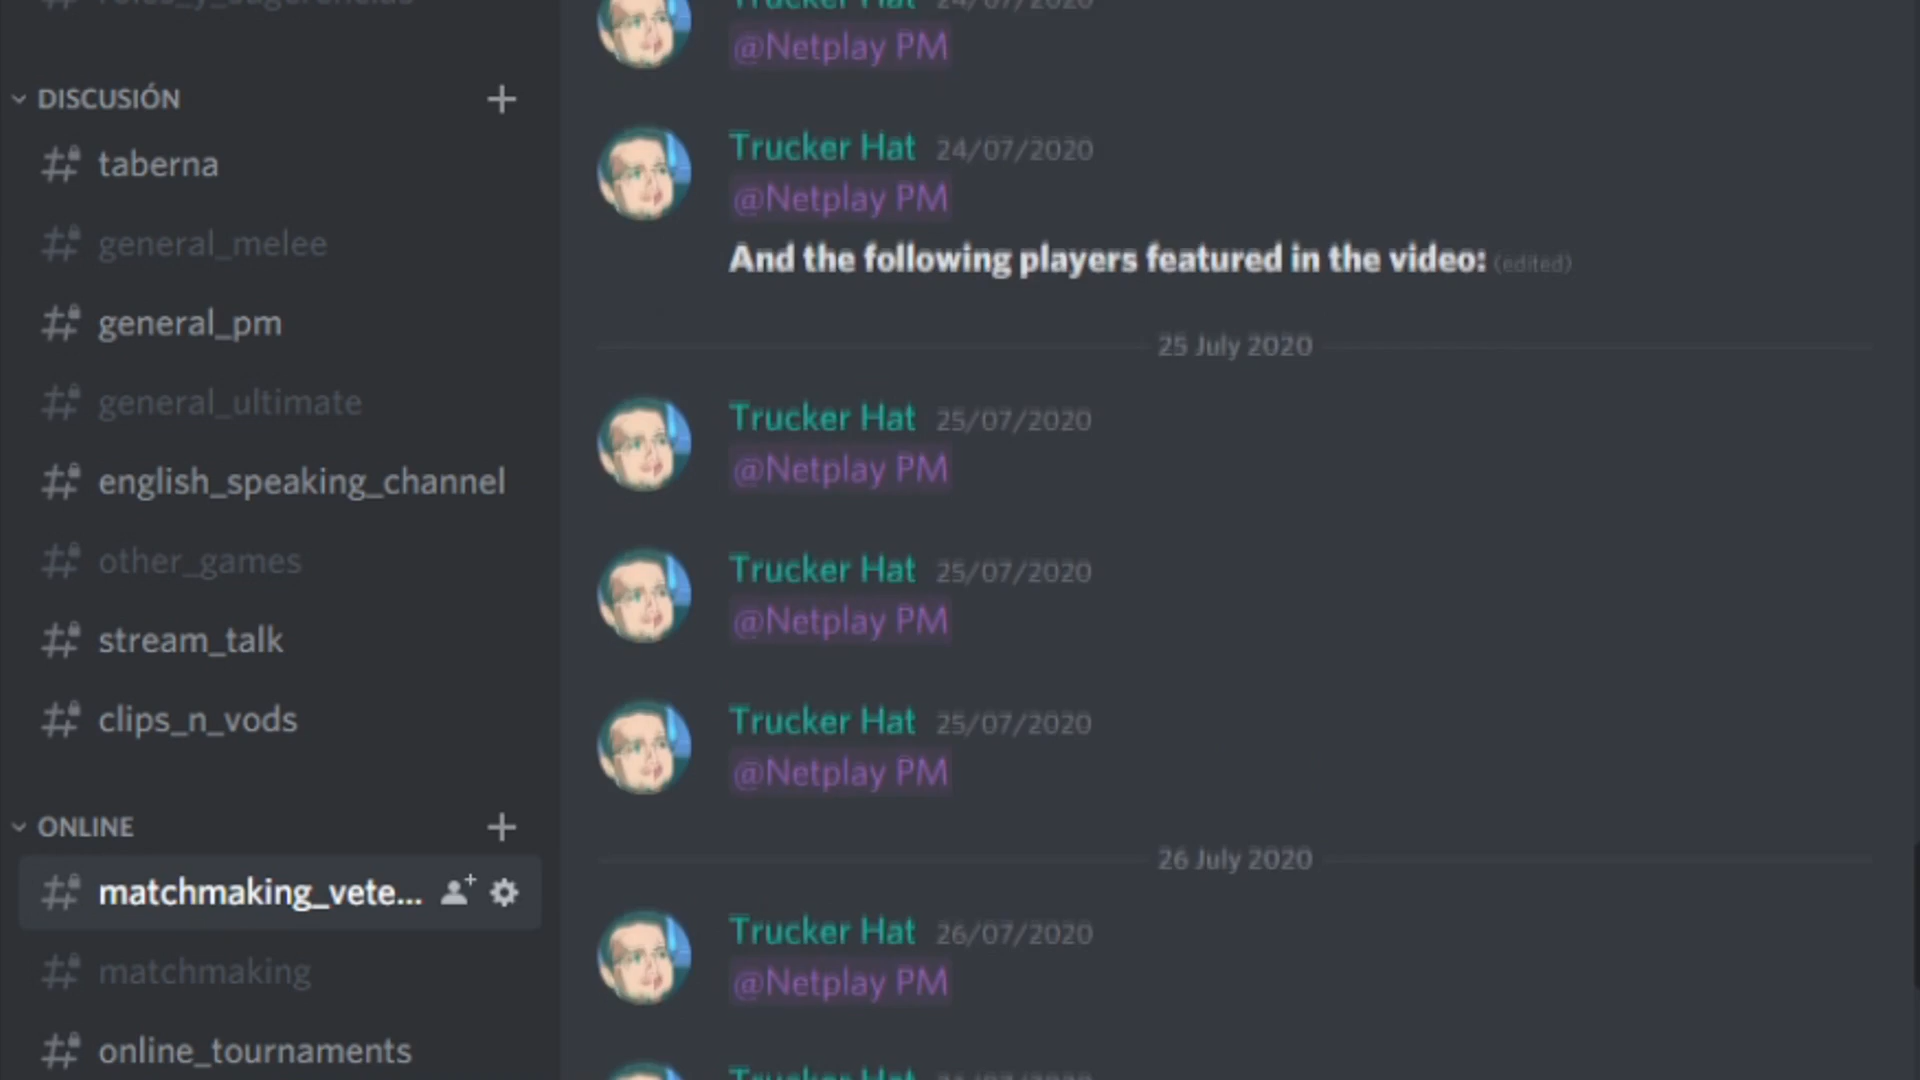 roles_y_sugerencias
DISCUSIÓN
taberna
general_melee
general_pm
general_ultimate
english_speaking_channel
other_games
stream_talk
clips_n_vods
ONLINE
matchmaking_vete...
matchmaking
online_tournaments
Trucker Hat 24/07/2020
@Netplay PM
Trucker Hat 24/07/2020
@Netplay PM
And the following players featured in the video: (edited)
25 July 2020
Trucker Hat 25/07/2020
@Netplay PM
Trucker Hat 25/07/2020
@Netplay PM
Trucker Hat 25/07/2020
@Netplay PM
26 July 2020
Trucker Hat 26/07/2020
@Netplay PM
Trucker Hat